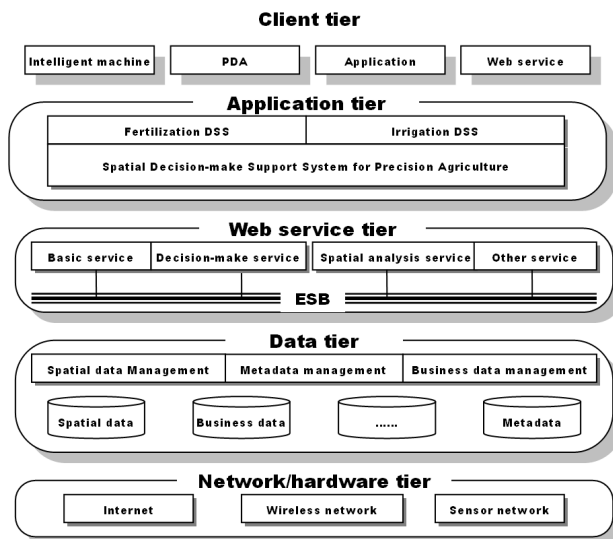 Client tier
Intelligent machine PDA Application Web service
Application tier
Fertilization DSS Irrigation DSS
Spatial Decision-make Support System for Precision Agriculture
Web service tier
Basic service Decision-make service Spatial analysis service Other service
ESB
Data tier
Spatial data Management Metadata management Business data management
Spatial data Business data ...... Metadata
Network/hardware tier
Internet Wireless network Sensor network